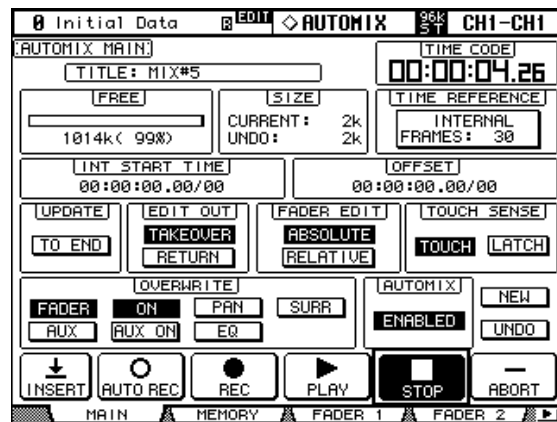 0 Initial Data B EDIT AUTOMIX 96k ST CH1-CH1
AUTOMIX MAIN
TIME CODE
TITLE: MIX#5
00:00:04.26
FREE
SIZE
TIME REFERENCE
1014k( 99%)
CURRENT: 2k
UNDO: 2k
INTERNAL
FRAMES: 30
INT START TIME
OFFSET
00:00:00.00/00
00:00:00.00/00
UPDATE
EDIT OUT
FADER EDIT
TOUCH SENSE
TO END
TAKEOVER
RETURN
ABSOLUTE
RELATIVE
TOUCH
LATCH
OVERWRITE
AUTOMIX
FADER ON PAN SURR
AUX AUX ON EQ
ENABLED
NEW
UNDO
INSERT AUTO REC REC PLAY STOP ABORT
MAIN MEMORY FADER 1 FADER 2